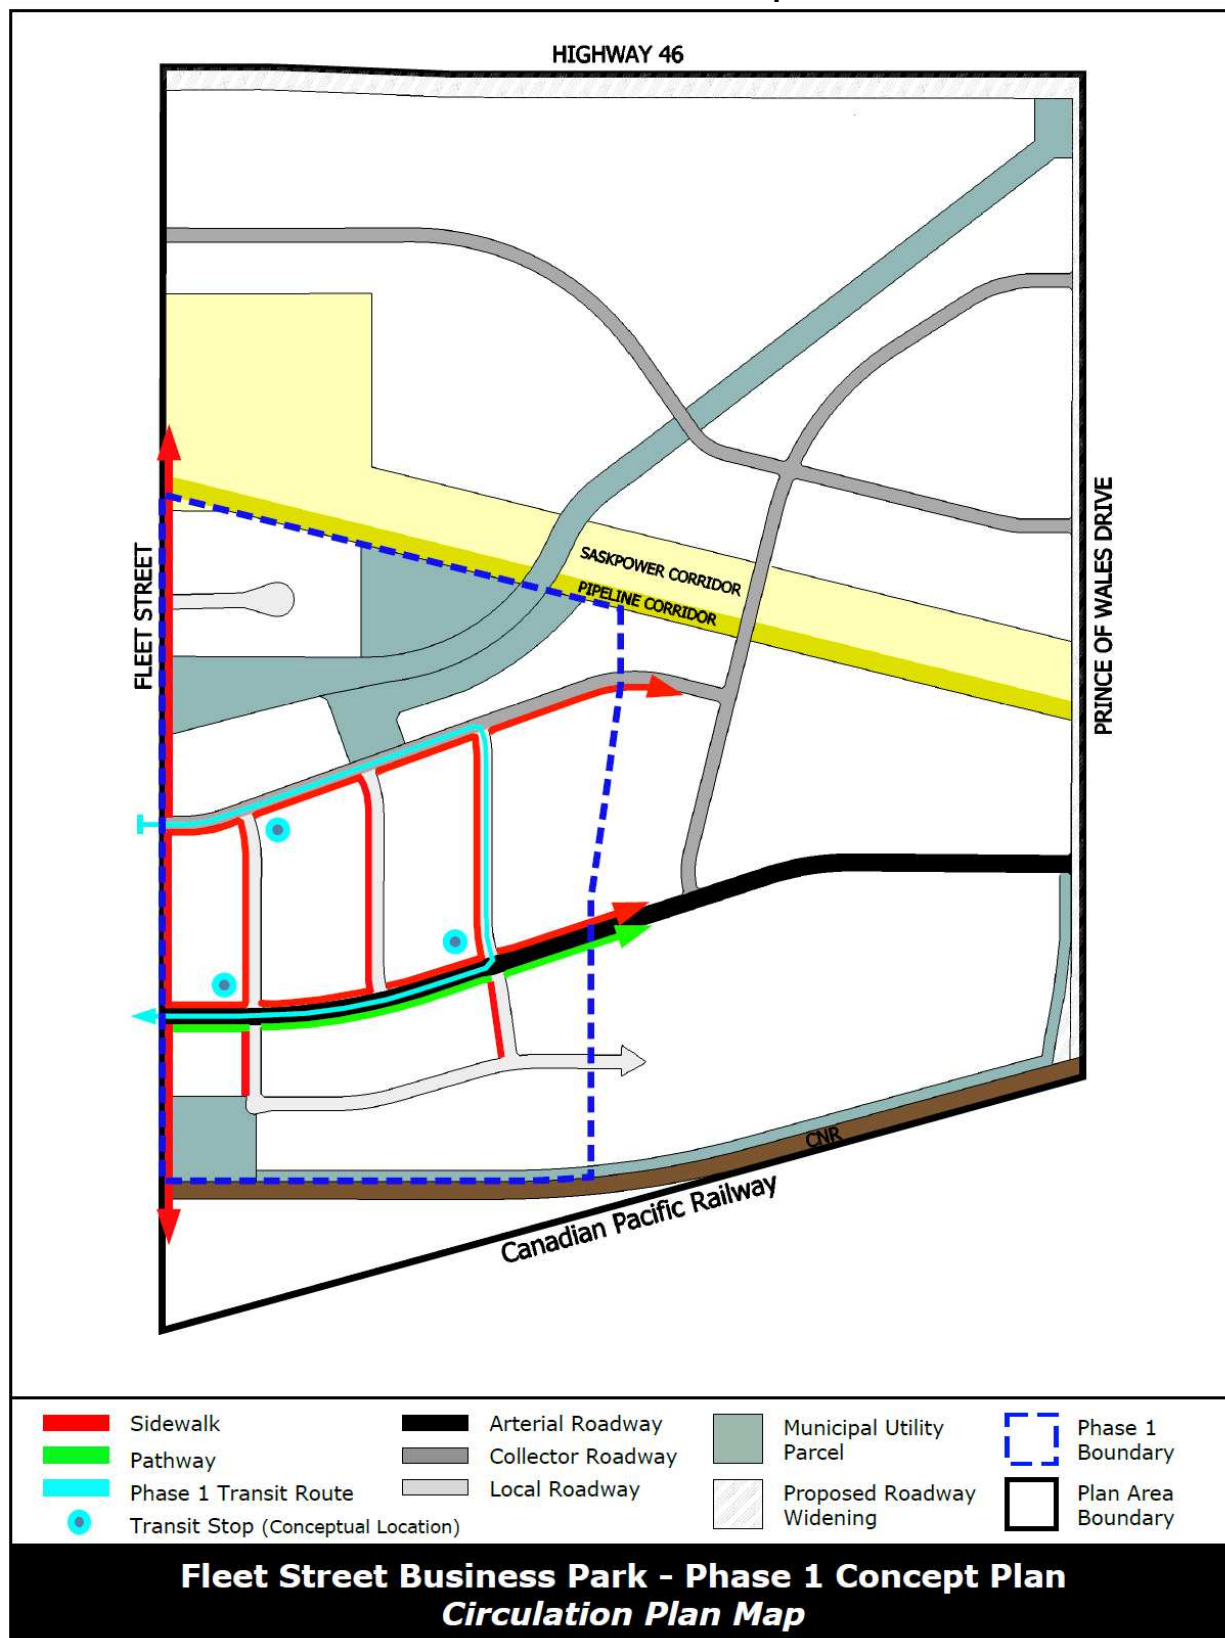 HIGHWAY 46
FLEET STREET
SASKPOWER CORRIDOR
PIPELINE CORRIDOR
PRINCE OF WALES DRIVE
CNR
Canadian Pacific Railway
Sidewalk
Pathway
Phase 1 Transit Route
Transit Stop (Conceptual Location)
Arterial Roadway
Collector Roadway
Local Roadway
Municipal Utility
Parcel
Proposed Roadway
Widening
Phase 1
Boundary
Plan Area
Boundary
Fleet Street Business Park - Phase 1 Concept Plan
Circulation Plan Map